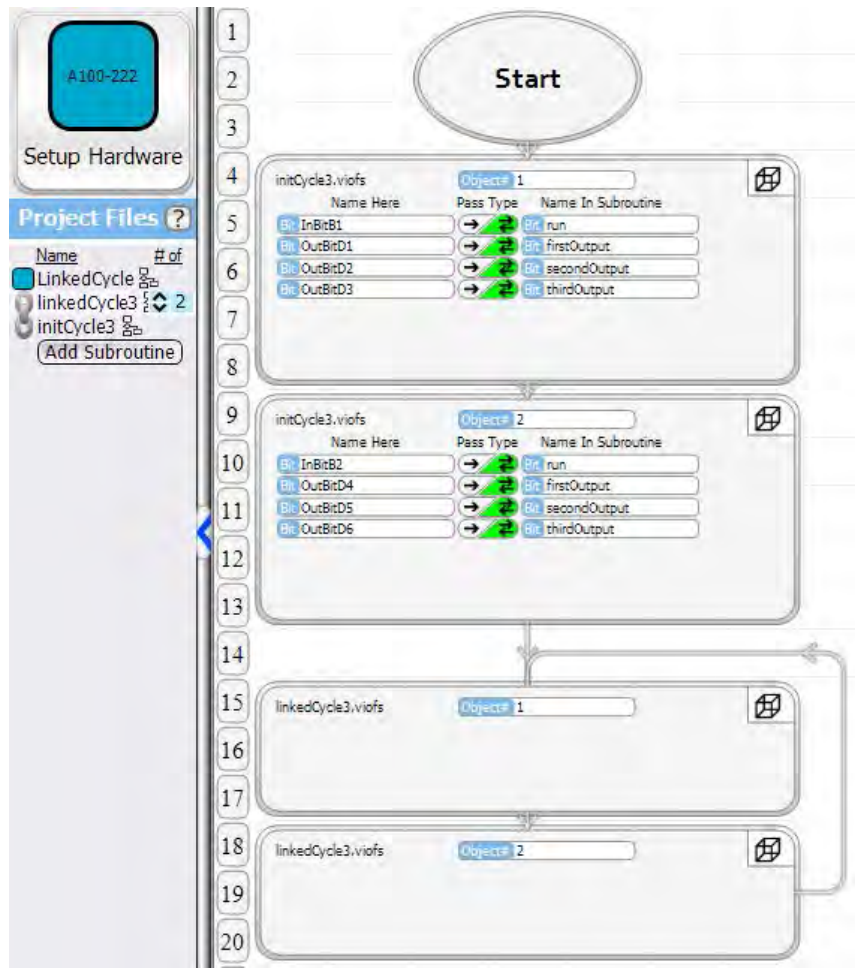 A100-222
Setup Hardware
Project Files ?
Name # of
LinkedCycle
linkedCycle3 2
initCycle3
Add Subroutine
1
2
3
4
5
6
7
8
9
10
11
12
13
14
15
16
17
18
19
20
Start
initCycle3.viofs Object# 1
Name Here Pass Type Name In Subroutine
Bit InBitB1 Bit run
Bit OutBitD1 Bit firstOutput
Bit OutBitD2 Bit secondOutput
Bit OutBitD3 Bit thirdOutput
initCycle3.viofs Object# 2
Name Here Pass Type Name In Subroutine
Bit InBitB2 Bit run
Bit OutBitD4 Bit firstOutput
Bit OutBitD5 Bit secondOutput
Bit OutBitD6 Bit thirdOutput
linkedCycle3.viofs Object# 1
linkedCycle3.viofs Object# 2